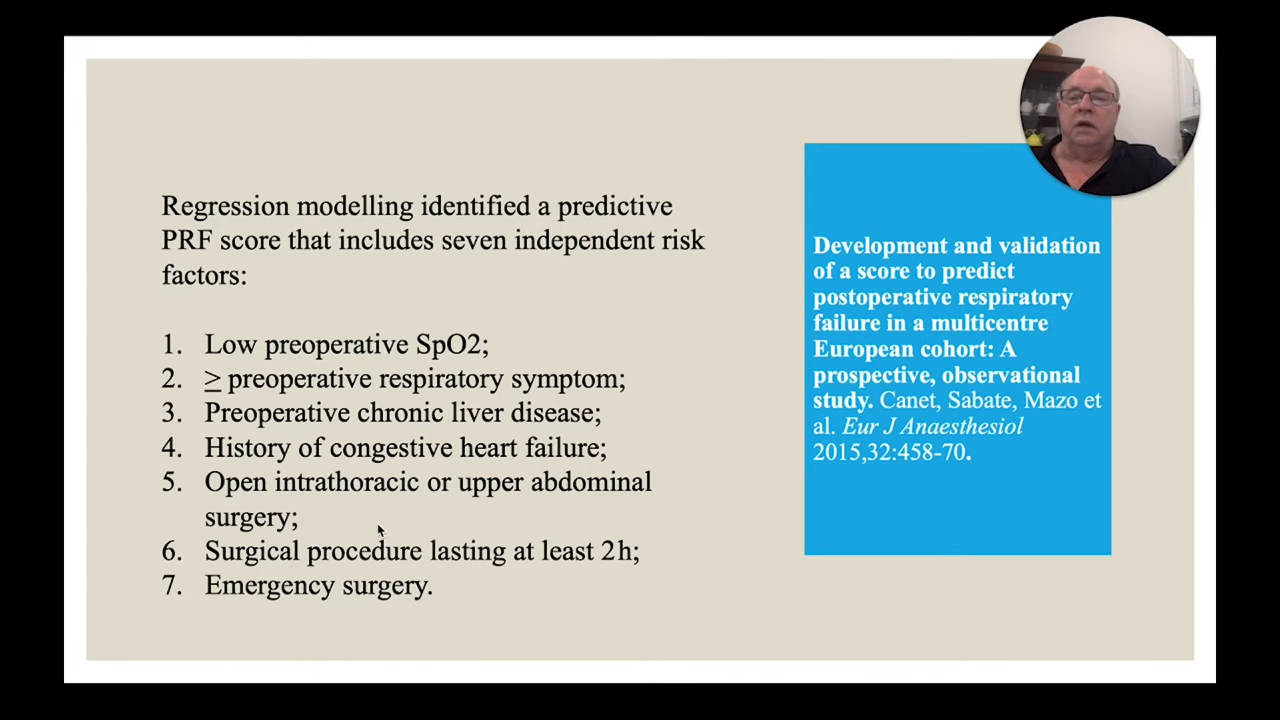 Regression modelling identified a predictive
PRF score that includes seven independent risk
factors:
1. Low preoperative SpO2;
2. ≥ preoperative respiratory symptom;
3. Preoperative chronic liver disease;
4. History of congestive heart failure;
5. Open intrathoracic or upper abdominal
surgery;
6. Surgical procedure lasting at least 2h;
7. Emergency surgery.
Development and validation
of a score to predict
postoperative respiratory
failure in a multicentre
European cohort: A
prospective, observational
study. Canet, Sabate, Mazo et
al. Eur J Anaesthesiol
2015,32:458-70.